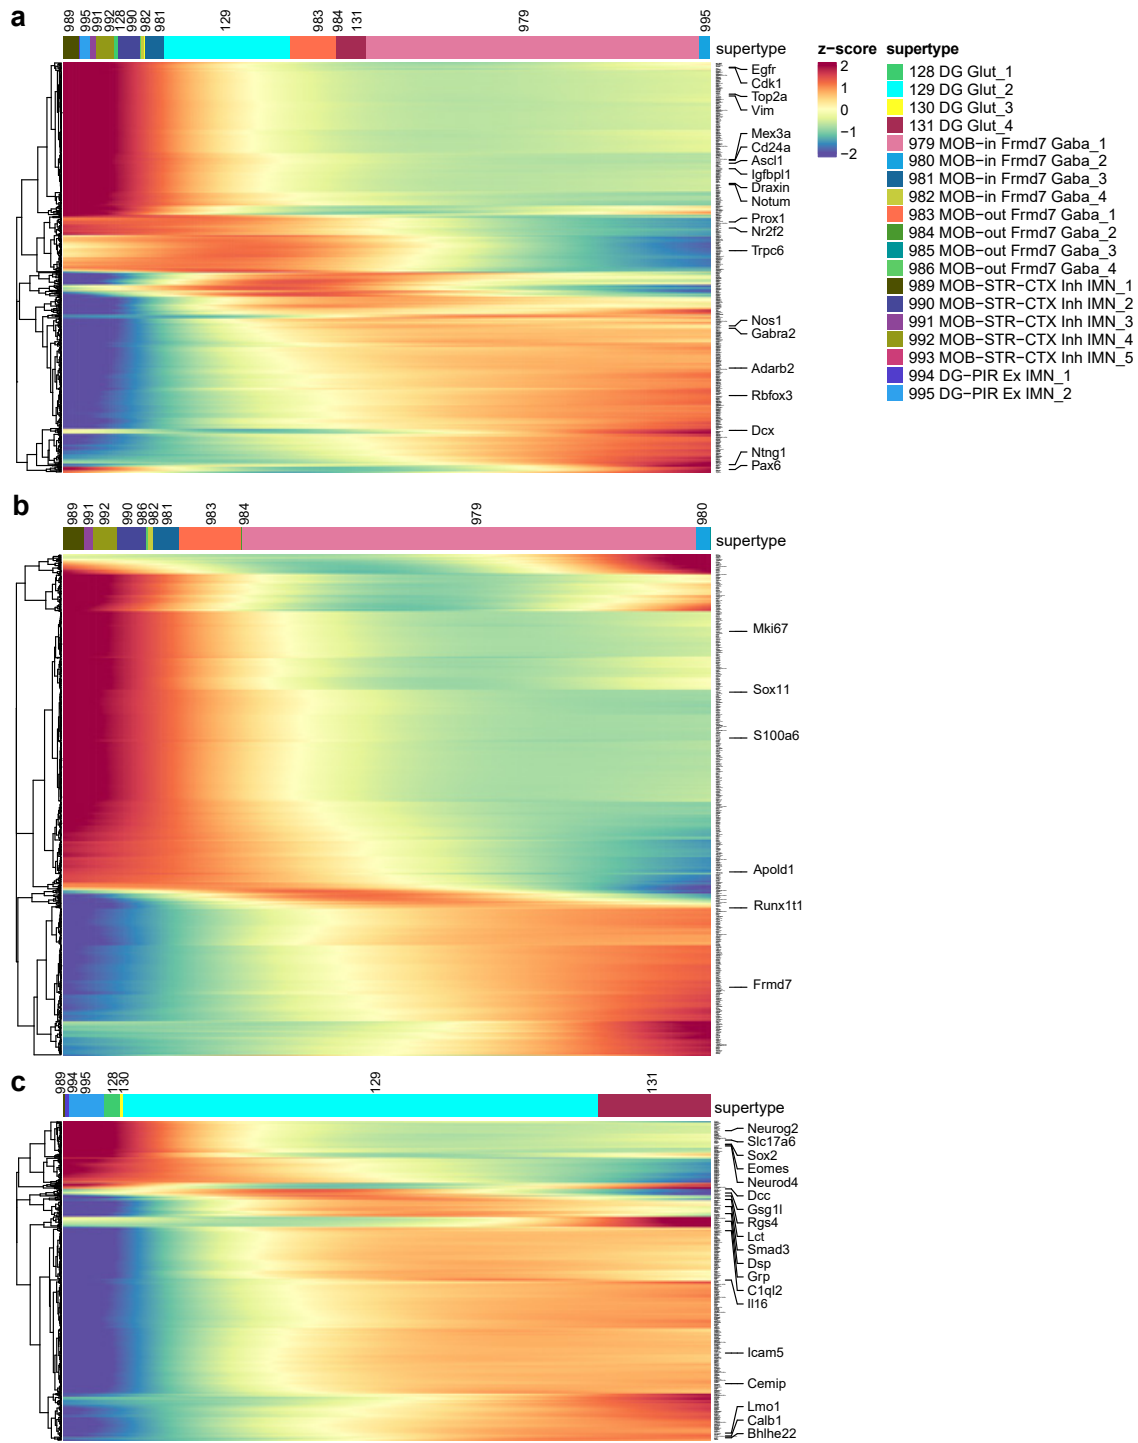 a
989
995
991
992
128
990
982
981
129
983
984
131
979
995
supertype
Egfr
Cdk1
Top2a
Vim
Mex3a
Cd24a
Ascl1
Igfbpl1
Draxin
Notum
Prox1
Nr2f2
Trpc6
Nos1
Gabra2
Adarb2
Rbfox3
Dcx
Ntng1
Pax6
z−score
2
1
0
−1
−2
supertype
128 DG Glut_1
129 DG Glut_2
130 DG Glut_3
131 DG Glut_4
979 MOB−in Frmd7 Gaba_1
980 MOB−in Frmd7 Gaba_2
981 MOB−in Frmd7 Gaba_3
982 MOB−in Frmd7 Gaba_4
983 MOB−out Frmd7 Gaba_1
984 MOB−out Frmd7 Gaba_2
985 MOB−out Frmd7 Gaba_3
986 MOB−out Frmd7 Gaba_4
989 MOB−STR−CTX Inh IMN_1
990 MOB−STR−CTX Inh IMN_2
991 MOB−STR−CTX Inh IMN_3
992 MOB−STR−CTX Inh IMN_4
993 MOB−STR−CTX Inh IMN_5
994 DG−PIR Ex IMN_1
995 DG−PIR Ex IMN_2
b
989
991
992
990
986
982
981
983
984
979
980
supertype
Mki67
Sox11
S100a6
Apold1
Runx1t1
Frmd7
c
989
994
995
128
130
129
131
supertype
Neurog2
Slc17a6
Sox2
Eomes
Neurod4
Dcc
Gsg1l
Rgs4
Lct
Smad3
Dsp
Grp
C1ql2
Il16
Icam5
Cemip
Lmo1
Calb1
Bhlhe22